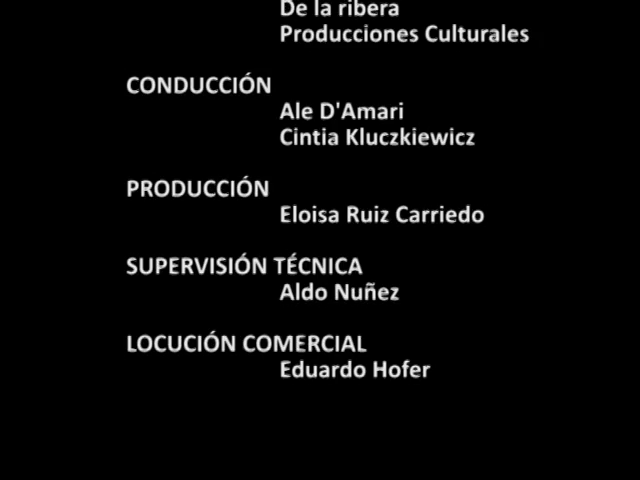 De la ribera
Producciones Culturales
CONDUCCIÓN
Ale D'Amari
Cintia Kluczkiewicz
PRODUCCIÓN
Eloisa Ruiz Carriedo
SUPERVISIÓN TÉCNICA
Aldo Nuñez
LOCUCIÓN COMERCIAL
Eduardo Hofer